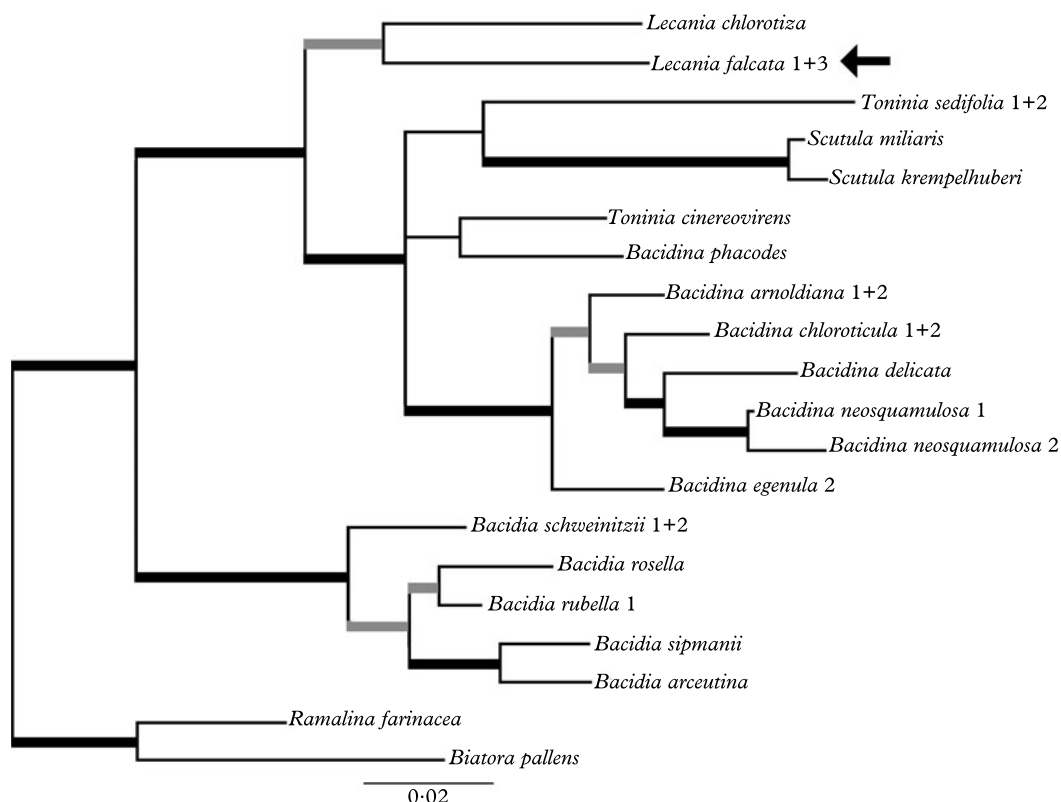 Lecania chlorotiza
Lecania falcata 1+3
Toninia sedifolia 1+2
Scutula miliaris
Scutula krempelhuberi
Toninia cinereovirens
Bacidina phacodes
Bacidina arnoldiana 1+2
Bacidina chloroticula 1+2
Bacidina delicata
Bacidina neosquamulosa 1
Bacidina neosquamulosa 2
Bacidina egenula 2
Bacidia schweinitzii 1+2
Bacidia rosella
Bacidia rubella 1
Bacidia sipmanii
Bacidia arceutina
Ramalina farinacea
Biatora pallens
0·02